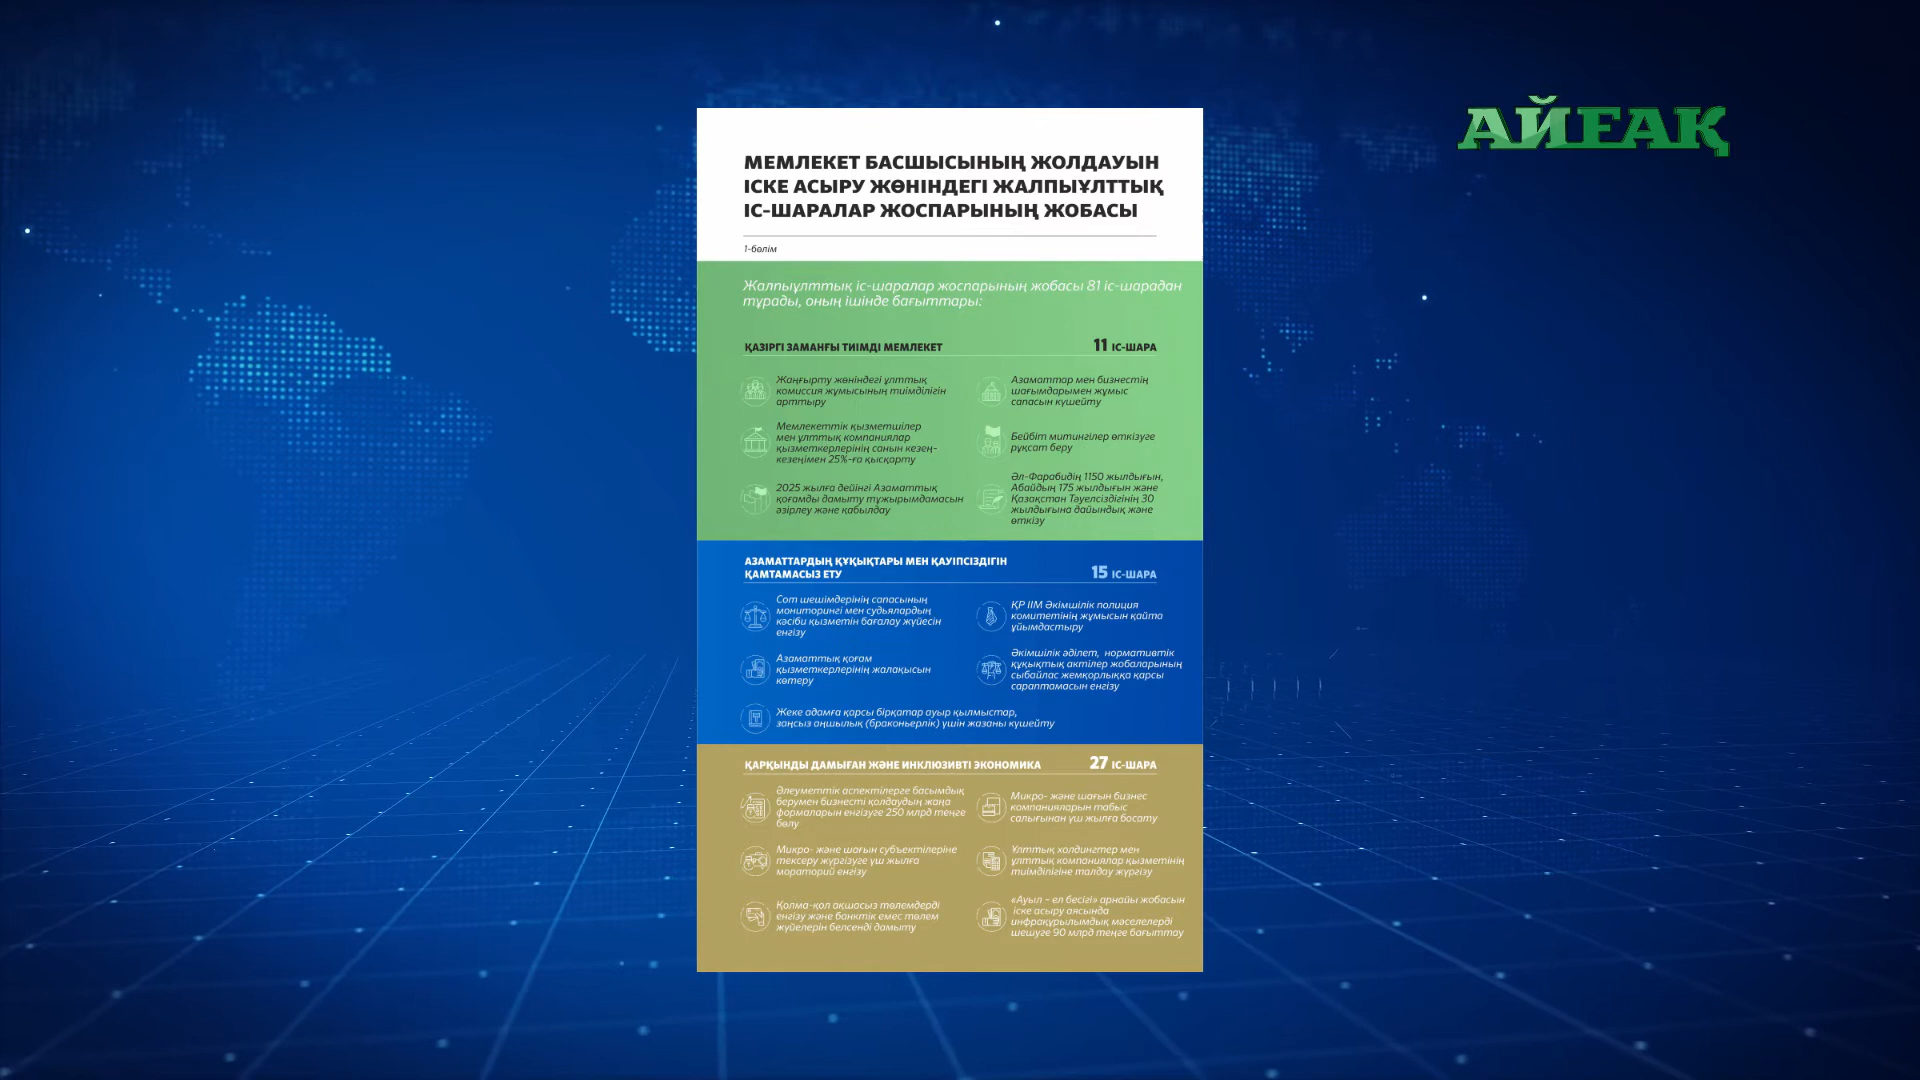 АЙҒАҚ
МЕМЛЕКЕТ БАСШЫСЫНЫҢ ЖОЛДАУЫН
ІСКЕ АСЫРУ ЖӨНІНДЕГІ ЖАЛПЫҰЛТТЫҚ
ІС-ШАРАЛАР ЖОСПАРЫНЫҢ ЖОБАСЫ
1-бөлім
Жалпыұлттық іс-шаралар жоспарының жобасы 81 іс-шарадан
тұрады, оның ішінде бағыттары:
ҚАЗІРГІ ЗАМАНҒЫ ТИІМДІ МЕМЛЕКЕТ
11 ІС-ШАРА
Жаңғырту жөніндегі ұлттық
комиссия жұмысының тиімділігін
арттыру
Азаматтар мен бизнестің
шағымдарымен жұмыс
сапасын күшейту
Мемлекеттік қызметшілер
мен ұлттық компаниялар
қызметкерлерінің санын кезең-
кезеңімен 25%-ға қысқарту
Бейбіт митингілер өткізуге
рұқсат беру
2025 жылға дейінгі Азаматтық
қоғамды дамыту тұжырымдамасын
әзірлеу және қабылдау
Әл-Фарабидің 1150 жылдығын,
Абайдың 175 жылдығын және
Қазақстан Тәуелсіздігінің 30
жылдығына дайындық және
өткізу
АЗАМАТТАРДЫҢ ҚҰҚЫҚТАРЫ МЕН ҚАУІПСІЗДІГІН
ҚАМТАМАСЫЗ ЕТУ
15 ІС-ШАРА
Сот шешімдерінің сапасының
мониторингі мен судьялардың
кәсіби қызметін бағалау жүйесін
енгізу
ҚР ІІМ Әкімшілік полиция
комитетінің жұмысын қайта
ұйымдастыру
Азаматтық қоғам
қызметкерлерінің жалақысын
көтеру
Әкімшілік әділет, нормативтік
құқықтық актілер жобаларының
сыбайлас жемқорлыққа қарсы
сараптамасын енгізу
Жеке адамға қарсы бірқатар ауыр қылмыстар,
заңсыз аңшылық (браконьерлік) үшін жазаны күшейту
ҚАРҚЫНДЫ ДАМЫҒАН ЖӘНЕ ИНКЛЮЗИВТІ ЭКОНОМИКА
27 ІС-ШАРА
Әлеуметтік аспектілерге басымдық
берумен бизнесті қолдаудың жаңа
формаларын енгізуге 250 млрд теңге
бөлу
Микро- және шағын бизнес
компанияларын табыс
салығынан үш жылға босату
Микро- және шағын субъектілеріне
тексеру жүргізуге үш жылға
мораторий енгізу
Ұлттық холдингтер мен
ұлттық компаниялар қызметінің
тиімділігіне талдау жүргізу
Қолма-қол ақшасыз төлемдерді
енгізу және банктік емес төлем
жүйелерін белсенді дамыту
«Ауыл – ел бесігі» арнайы жобасын
іске асыру аясында
инфрақұрылымдық мәселелерді
шешуге 90 млрд теңге бағыттау